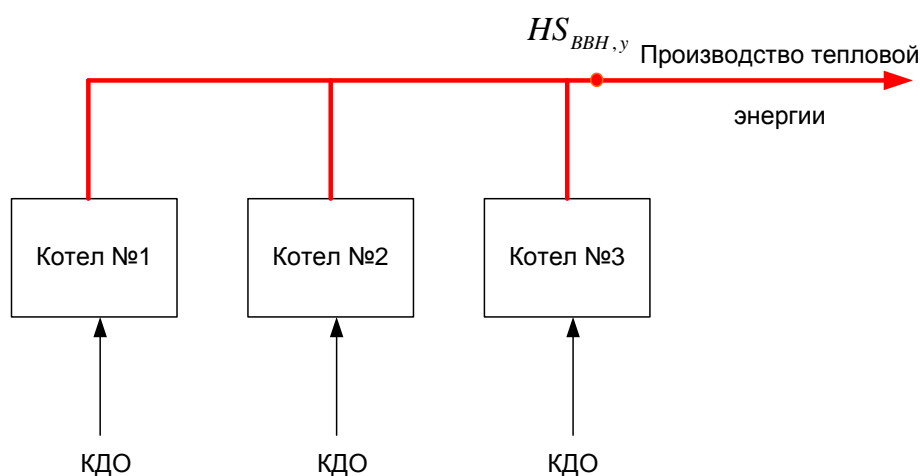 HS_BBH,y
Производство тепловой
энергии
Котел №1
Котел №2
Котел №3
КДО
КДО
КДО